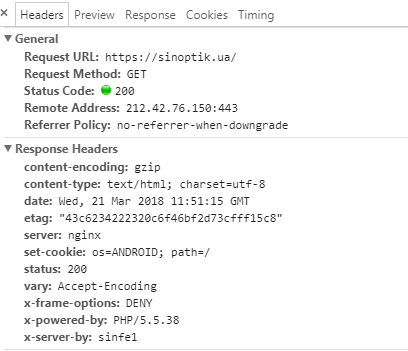 × Headers Preview Response Cookies Timing
▼ General
Request URL: https://sinoptik.ua/
Request Method: GET
Status Code: 200
Remote Address: 212.42.76.150:443
Referrer Policy: no-referrer-when-downgrade
▼ Response Headers
content-encoding: gzip
content-type: text/html; charset=utf-8
date: Wed, 21 Mar 2018 11:51:15 GMT
etag: "43c6234222320c6f46bf2d73cfff15c8"
server: nginx
set-cookie: os=ANDROID; path=/
status: 200
vary: Accept-Encoding
x-frame-options: DENY
x-powered-by: PHP/5.5.38
x-server-by: sinfe1